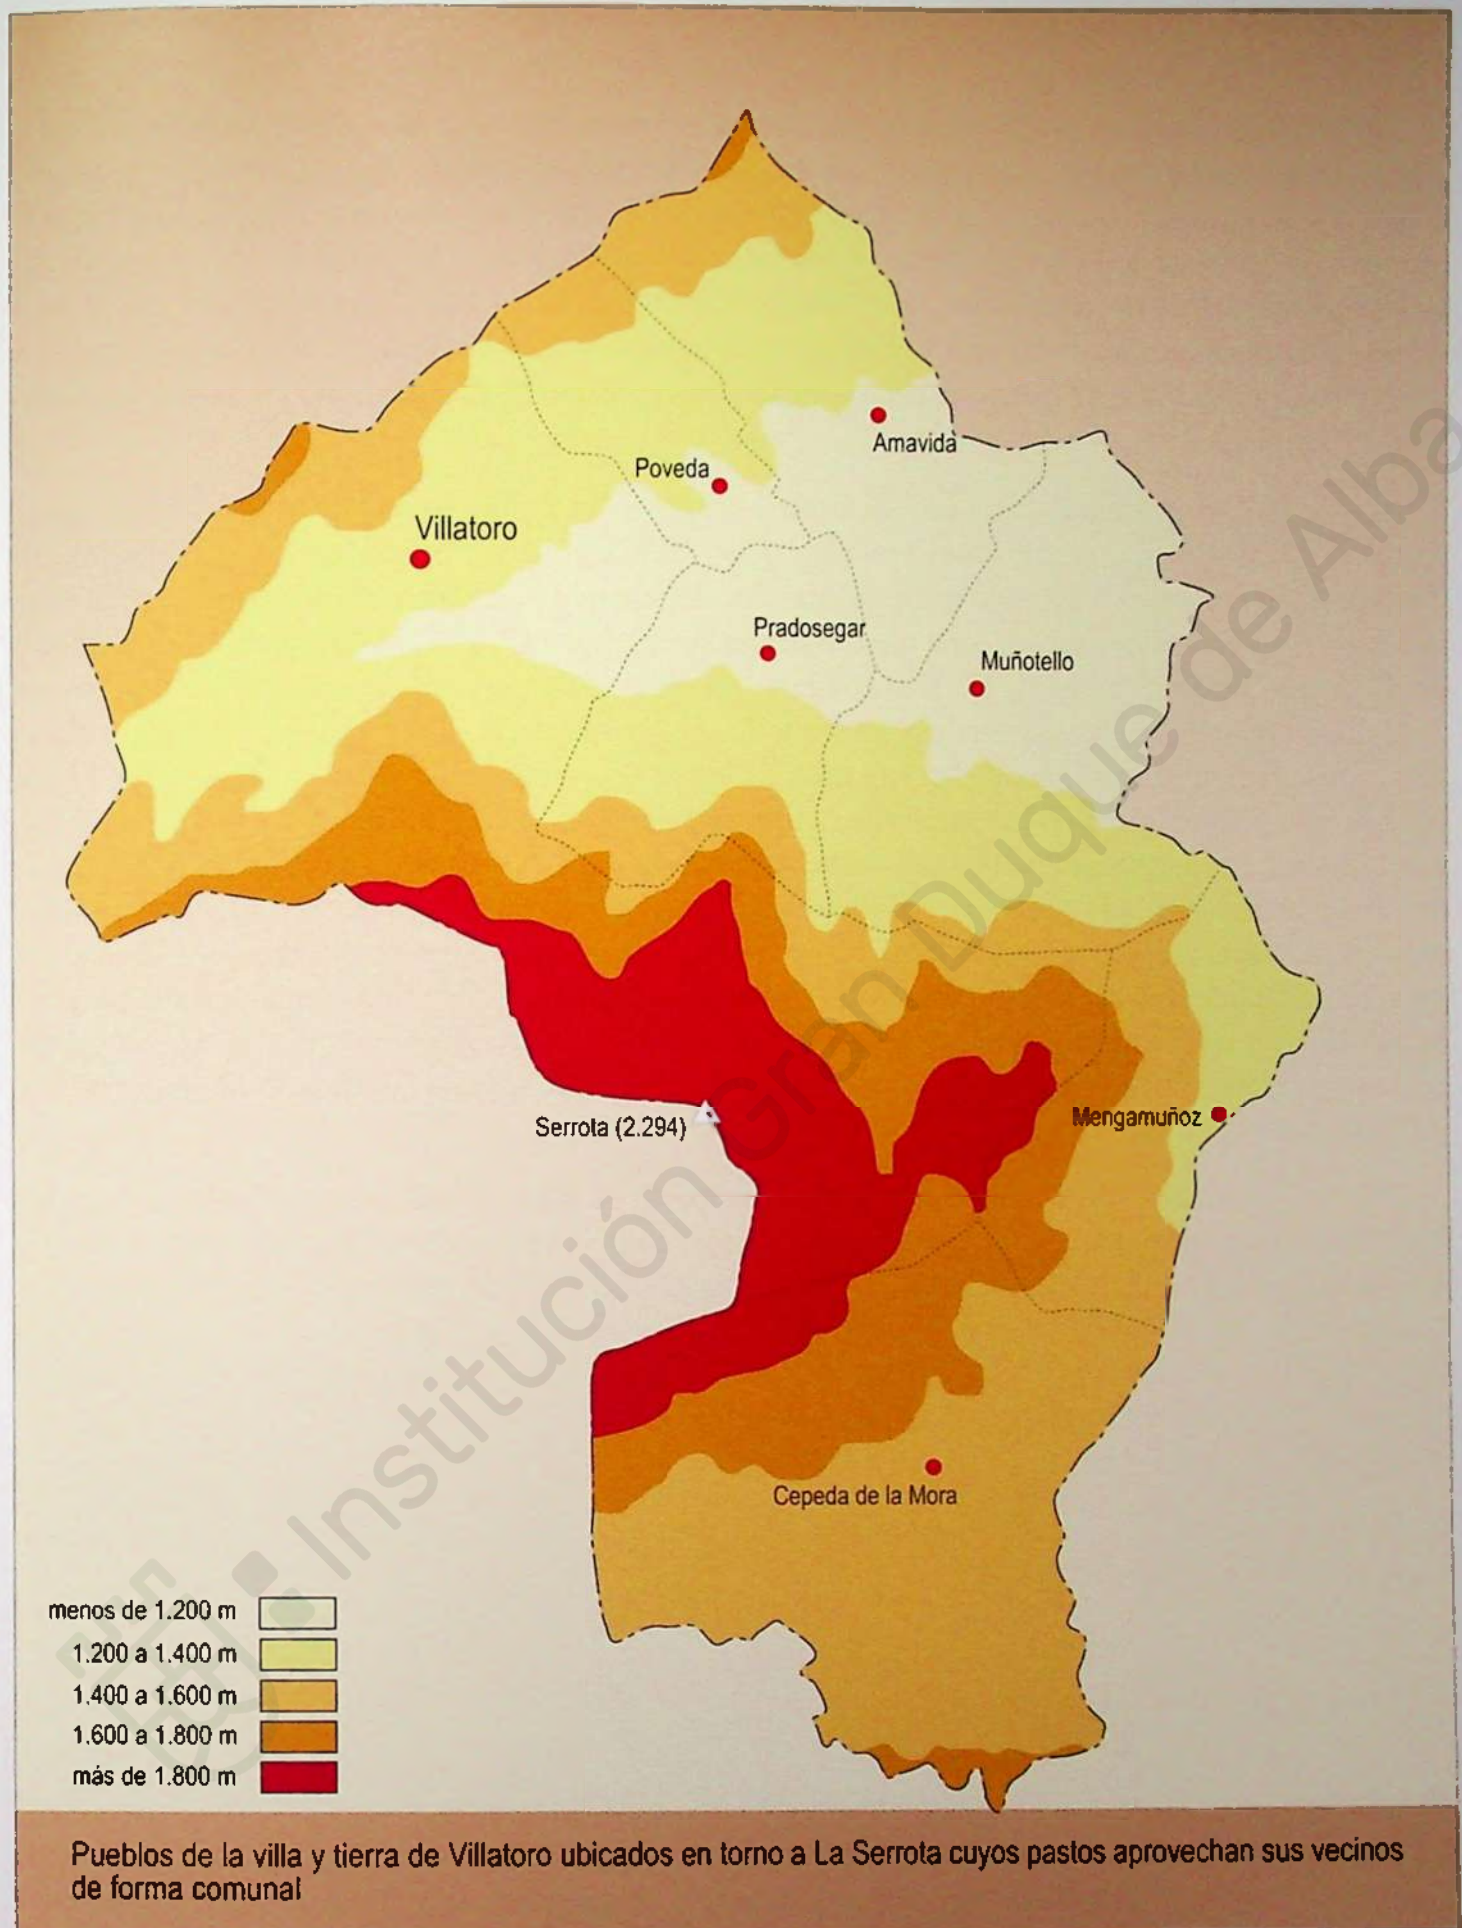 Amavida
Poveda
Villatoro
Pradosegar
Muñotello
Serrota (2.294)
Mengamuñoz
Cepeda de la Mora
menos de 1.200 m
1.200 a 1.400 m
1.400 a 1.600 m
1.600 a 1.800 m
más de 1.800 m
Pueblos de la villa y tierra de Villatoro ubicados en torno a La Serrota cuyos pastos aprovechan sus vecinos
de forma comunal
Institución Gran Duque de Alba